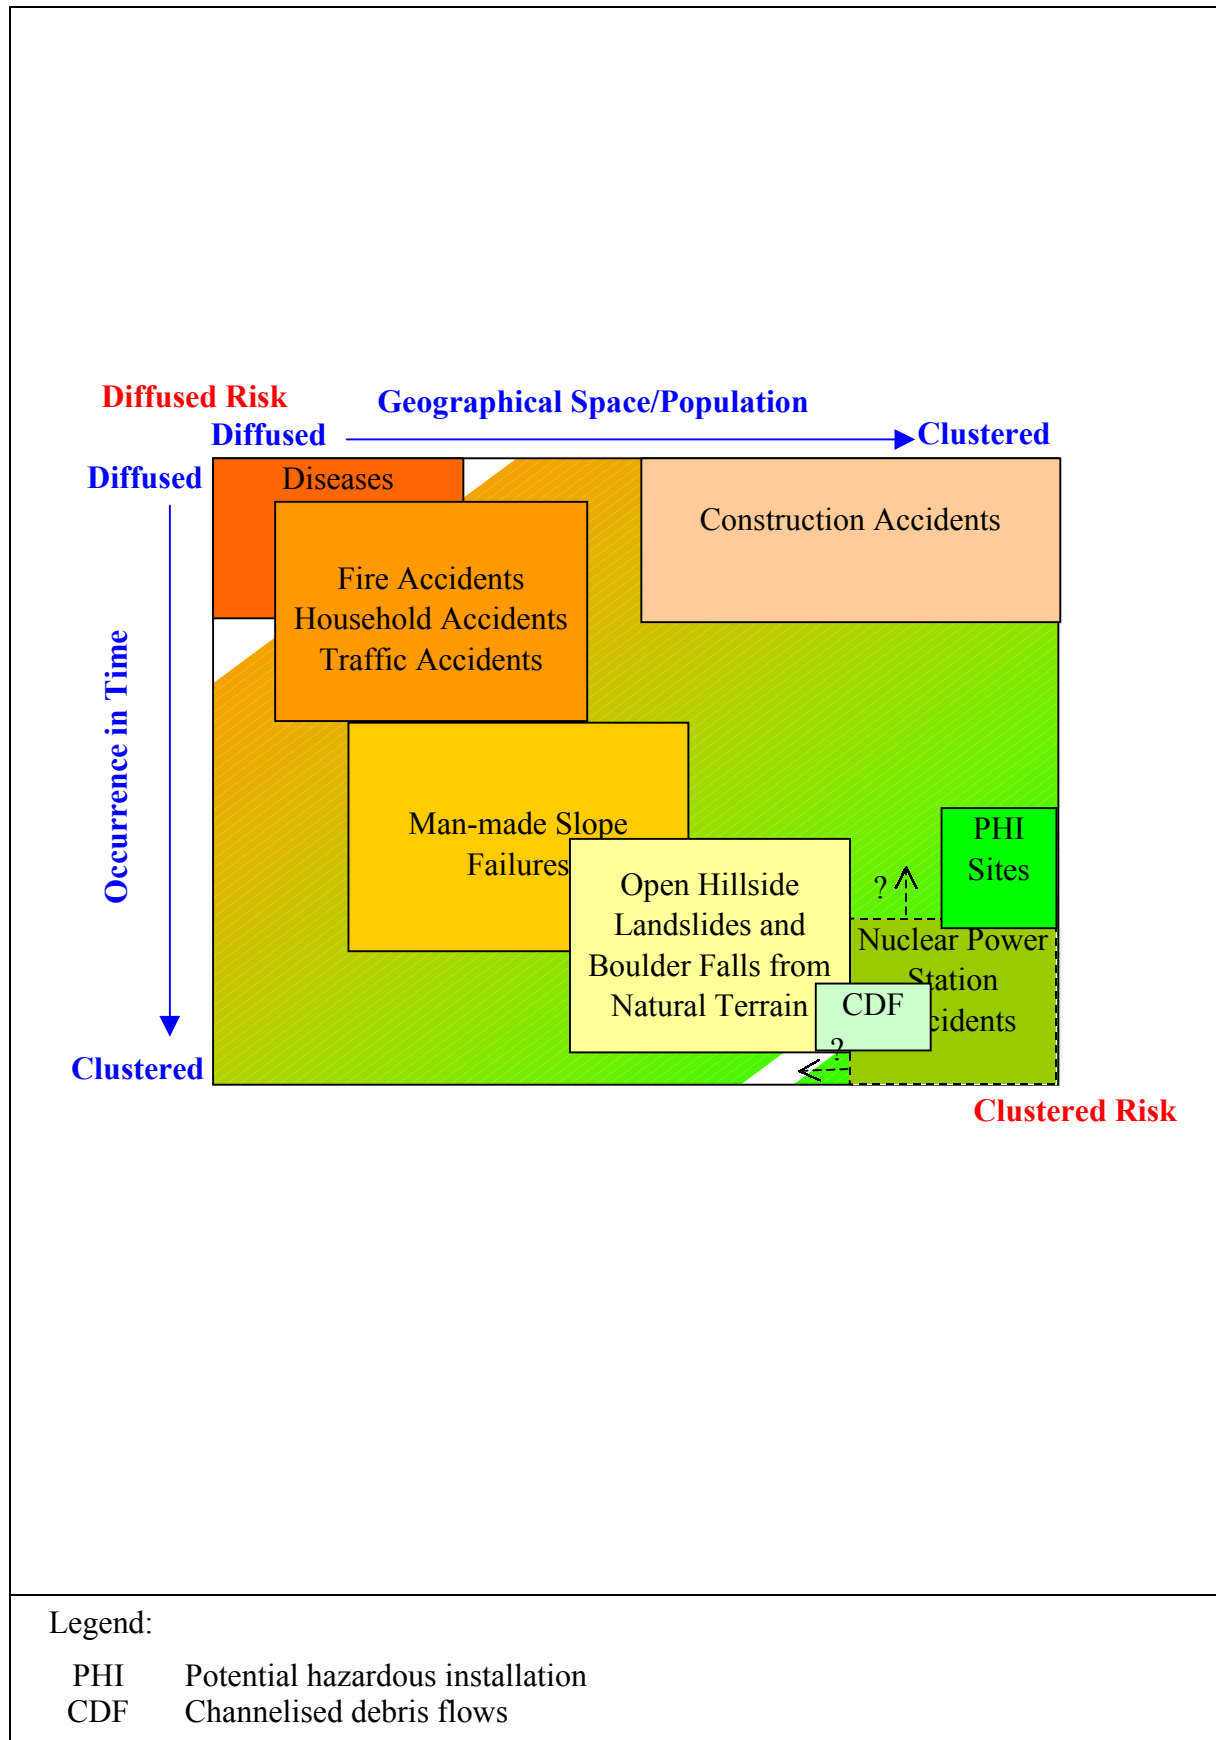 Diffused Risk
Geographical Space/Population
Diffused
Clustered
Diffused
Occurrence in Time
Clustered
Diseases
Construction Accidents
Fire Accidents
Household Accidents
Traffic Accidents
Man-made Slope
Failures
PHI
Sites
?
Open Hillside
Landslides and
Boulder Falls from
Natural Terrain
Nuclear Power
Station
cidents
CDF
?
Clustered Risk
Legend:
PHI Potential hazardous installation
CDF Channelised debris flows